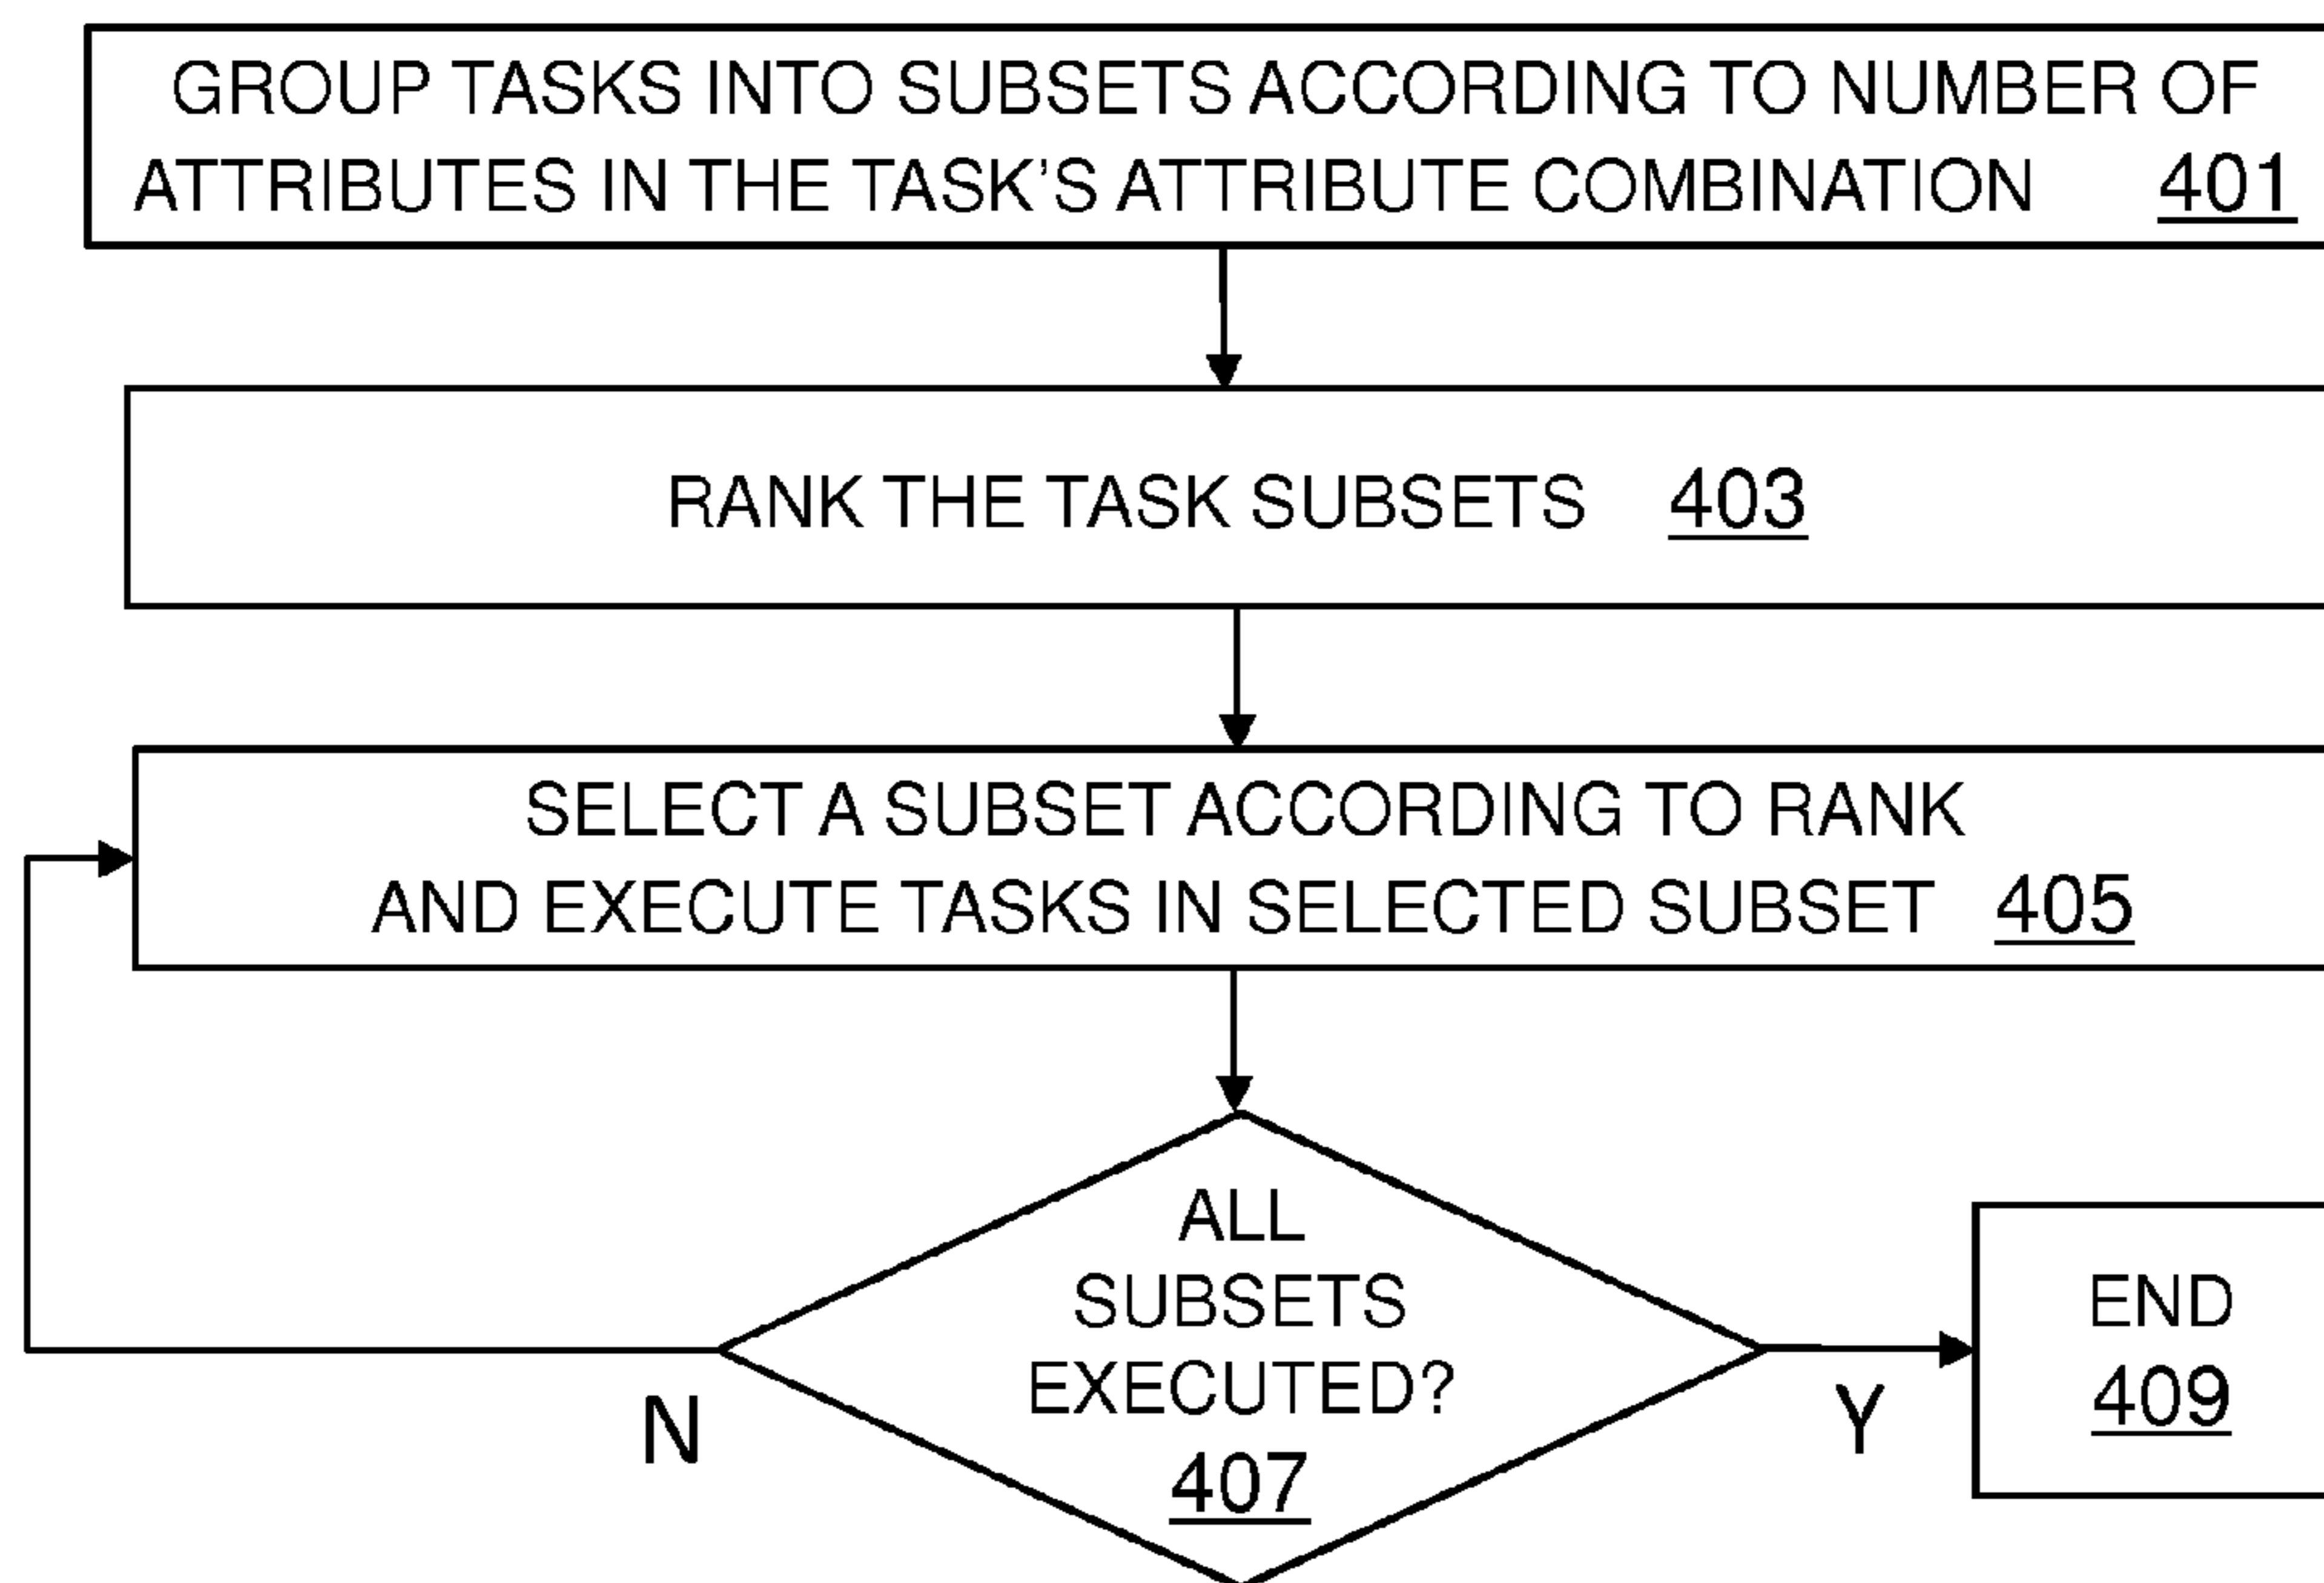 GROUP TASKS INTO SUBSETS ACCORDING TO NUMBER OF
ATTRIBUTES IN THE TASK'S ATTRIBUTE COMBINATION 401
RANK THE TASK SUBSETS 403
SELECT A SUBSET ACCORDING TO RANK
AND EXECUTE TASKS IN SELECTED SUBSET 405
ALL
SUBSETS
EXECUTED?
407
N
Y
END
409